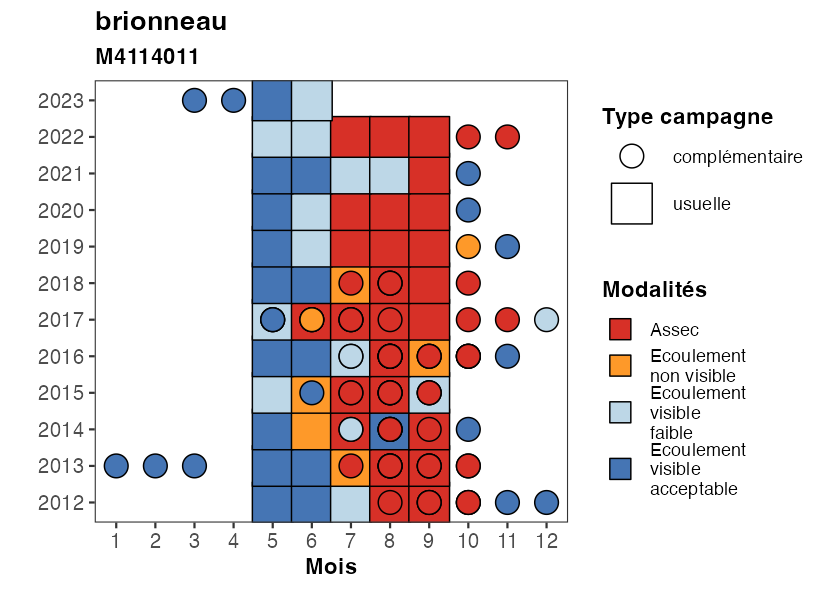 brionneau
M4114011
2023
2022
2021
2020
2019
2018
2017
2016
2015
2014
2013
2012
1 2 3 4 5 6 7 8 9 10 11 12
Mois
Type campagne
complémentaire
usuelle
Modalités
Assec
Ecoulement
non visible
Ecoulement
visible
faible
Ecoulement
visible
acceptable